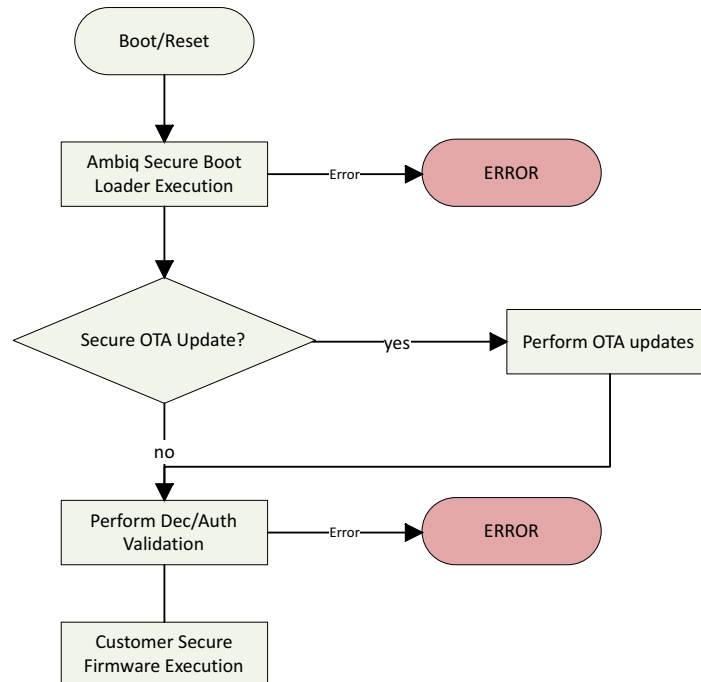 Boot/Reset
Ambiq Secure Boot
Loader Execution
Error
ERROR
Secure OTA Update?
yes
Perform OTA updates
no
Perform Dec/Auth
Validation
Error
ERROR
Customer Secure
Firmware Execution